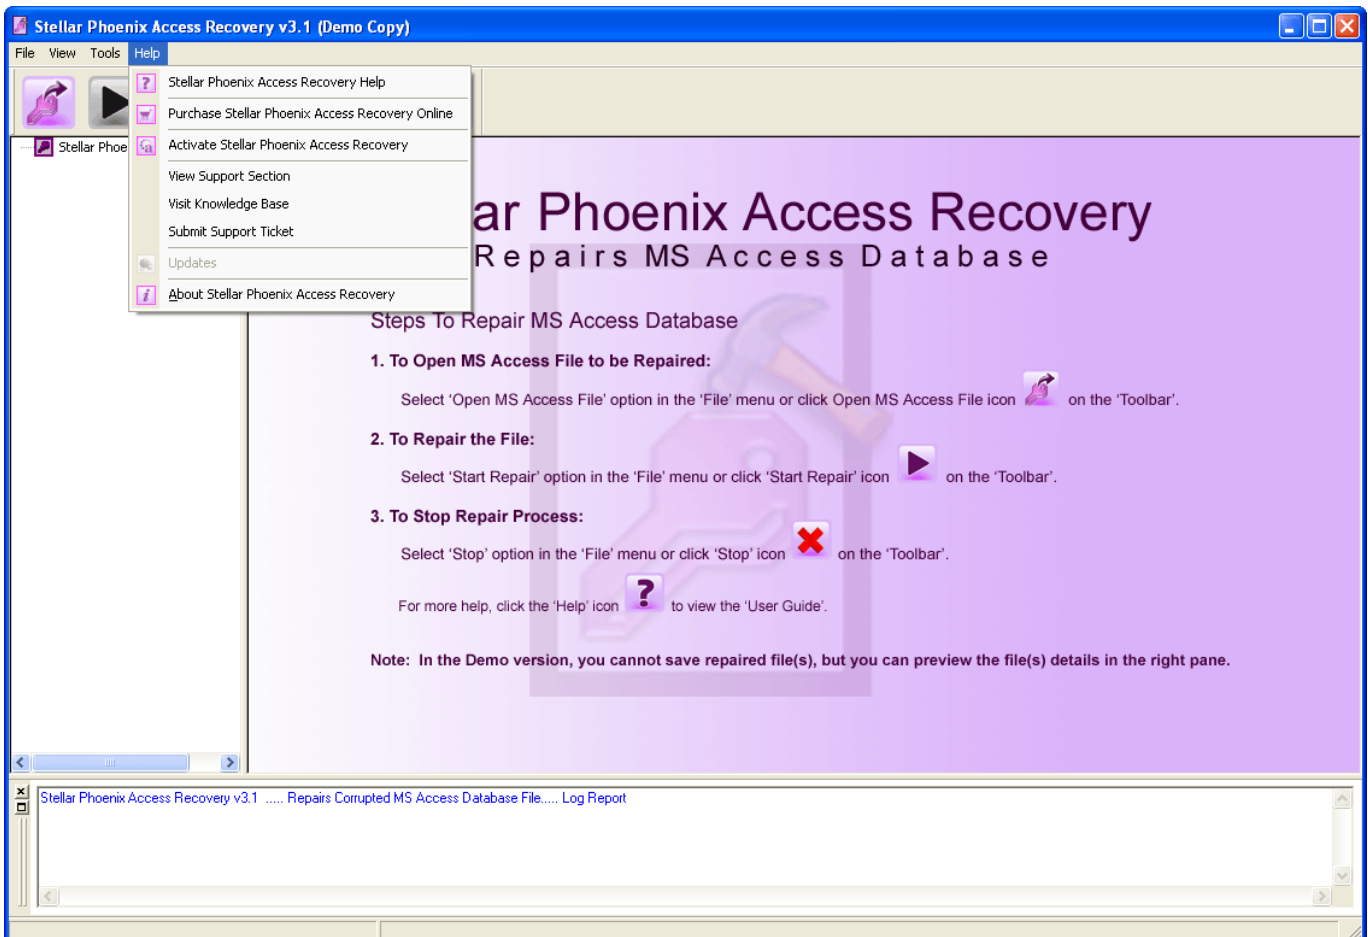 Stellar Phoenix Access Recovery v3.1 (Demo Copy)
File View Tools Help
Stellar Phoenix Access Recovery Help
Purchase Stellar Phoenix Access Recovery Online
Activate Stellar Phoenix Access Recovery
View Support Section
Visit Knowledge Base
Submit Support Ticket
Updates
About Stellar Phoenix Access Recovery
Stellar Phoe
ar Phoenix Access Recovery
Repairs MS Access Database
Steps To Repair MS Access Database
1. To Open MS Access File to be Repaired:
Select ‘Open MS Access File’ option in the ‘File’ menu or click Open MS Access File icon on the ‘Toolbar’.
2. To Repair the File:
Select ‘Start Repair’ option in the ‘File’ menu or click ‘Start Repair’ icon on the ‘Toolbar’.
3. To Stop Repair Process:
Select ‘Stop’ option in the ‘File’ menu or click ‘Stop’ icon on the ‘Toolbar’.
For more help, click the ‘Help’ icon to view the ‘User Guide’.
Note: In the Demo version, you cannot save repaired file(s), but you can preview the file(s) details in the right pane.
Stellar Phoenix Access Recovery v3.1 ..... Repairs Corrupted MS Access Database File..... Log Report